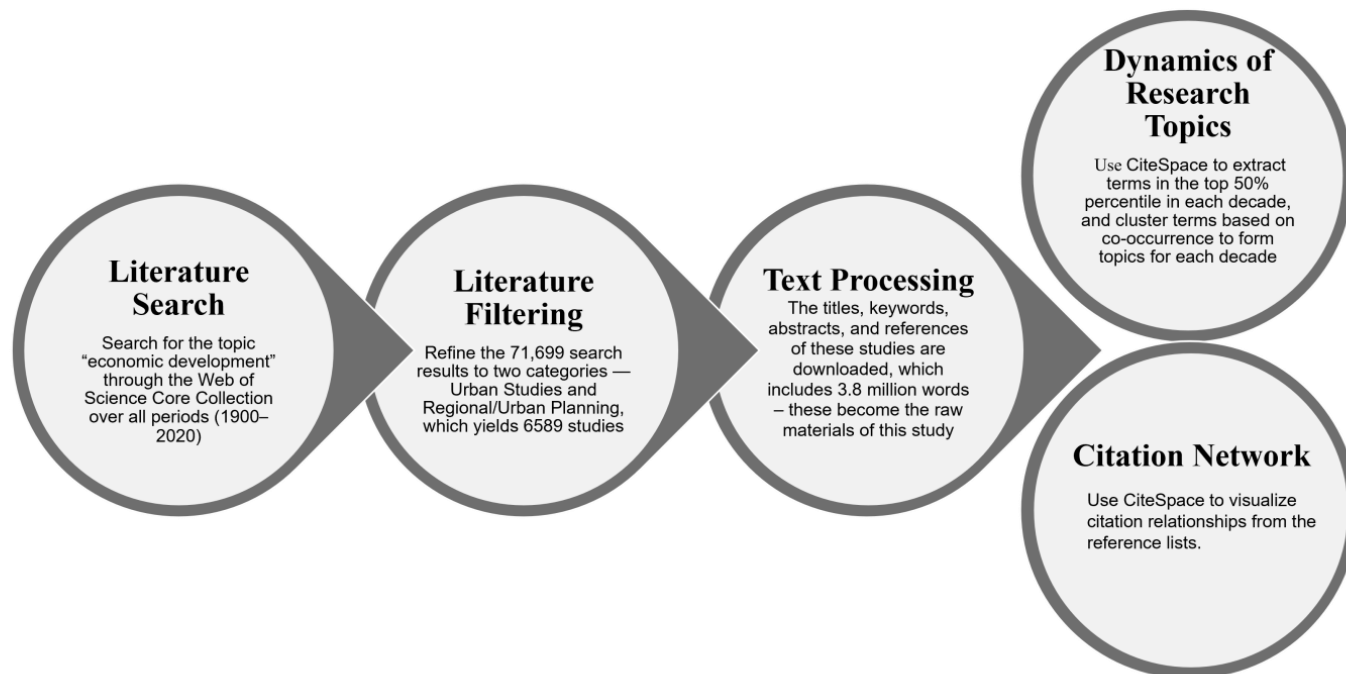 Literature
Search
Search for the topic
“economic development”
through the Web of
Science Core Collection
over all periods (1900–
2020)
Literature
Filtering
Refine the 71,699 search
results to two categories —
Urban Studies and
Regional/Urban Planning,
which yields 6589 studies
Text Processing
The titles, keywords,
abstracts, and references
of these studies are
downloaded, which
includes 3.8 million words
– these become the raw
materials of this study
Dynamics of
Research
Topics
Use CiteSpace to extract
terms in the top 50%
percentile in each decade,
and cluster terms based on
co-occurrence to form
topics for each decade
Citation Network
Use CiteSpace to visualize
citation relationships from the
reference lists.